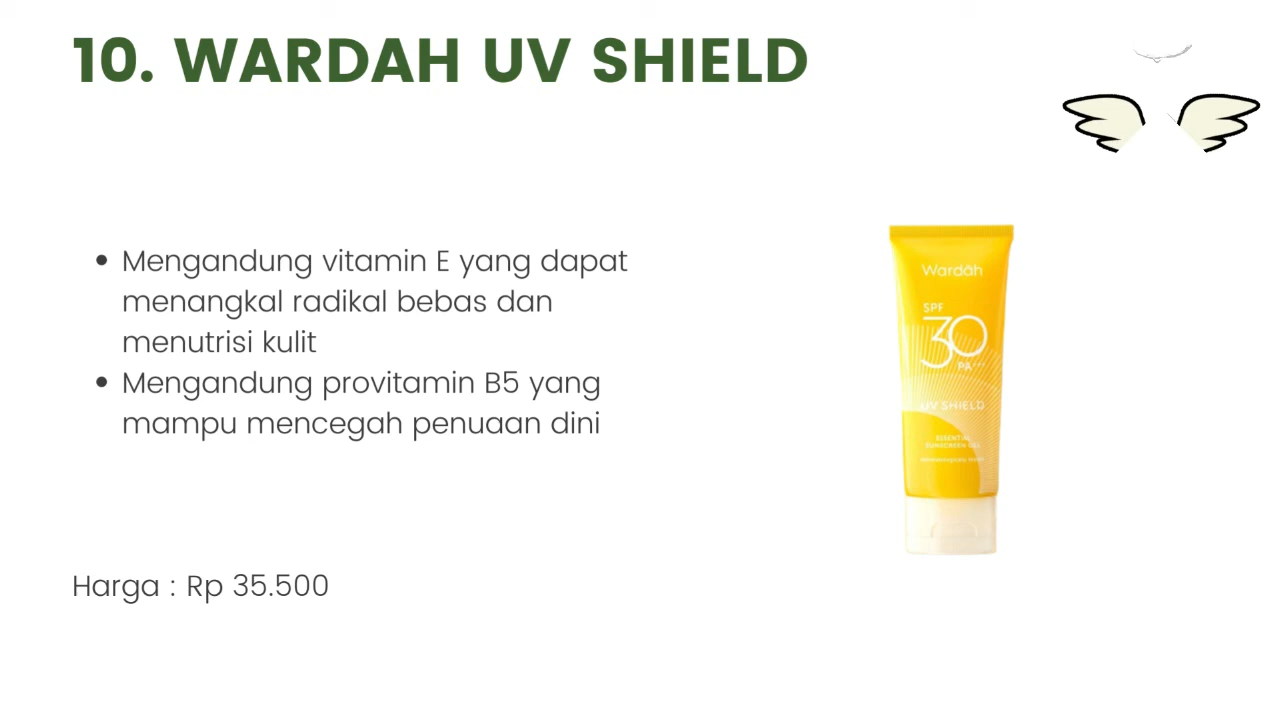 10. WARDAH UV SHIELD
• Mengandung vitamin E yang dapat
menangkal radikal bebas dan
menutrisi kulit
• Mengandung provitamin B5 yang
mampu mencegah penuaan dini
Harga : Rp 35.500
Wardah
SPF
30
PA+++
UV SHIELD
ESSENTIAL
SUNSCREEN GEL